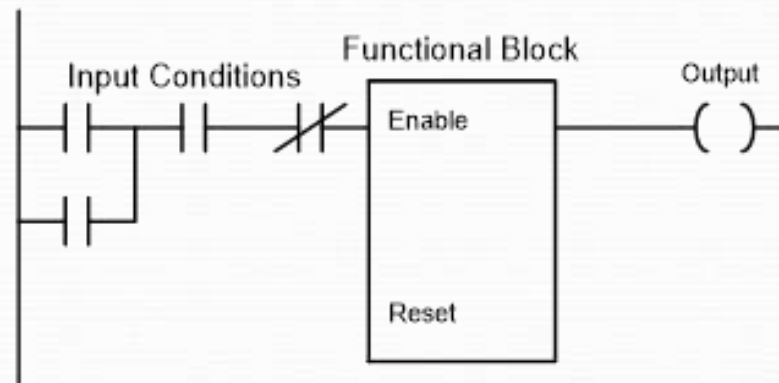 Functional Block
Input Conditions
Output
Enable
Reset